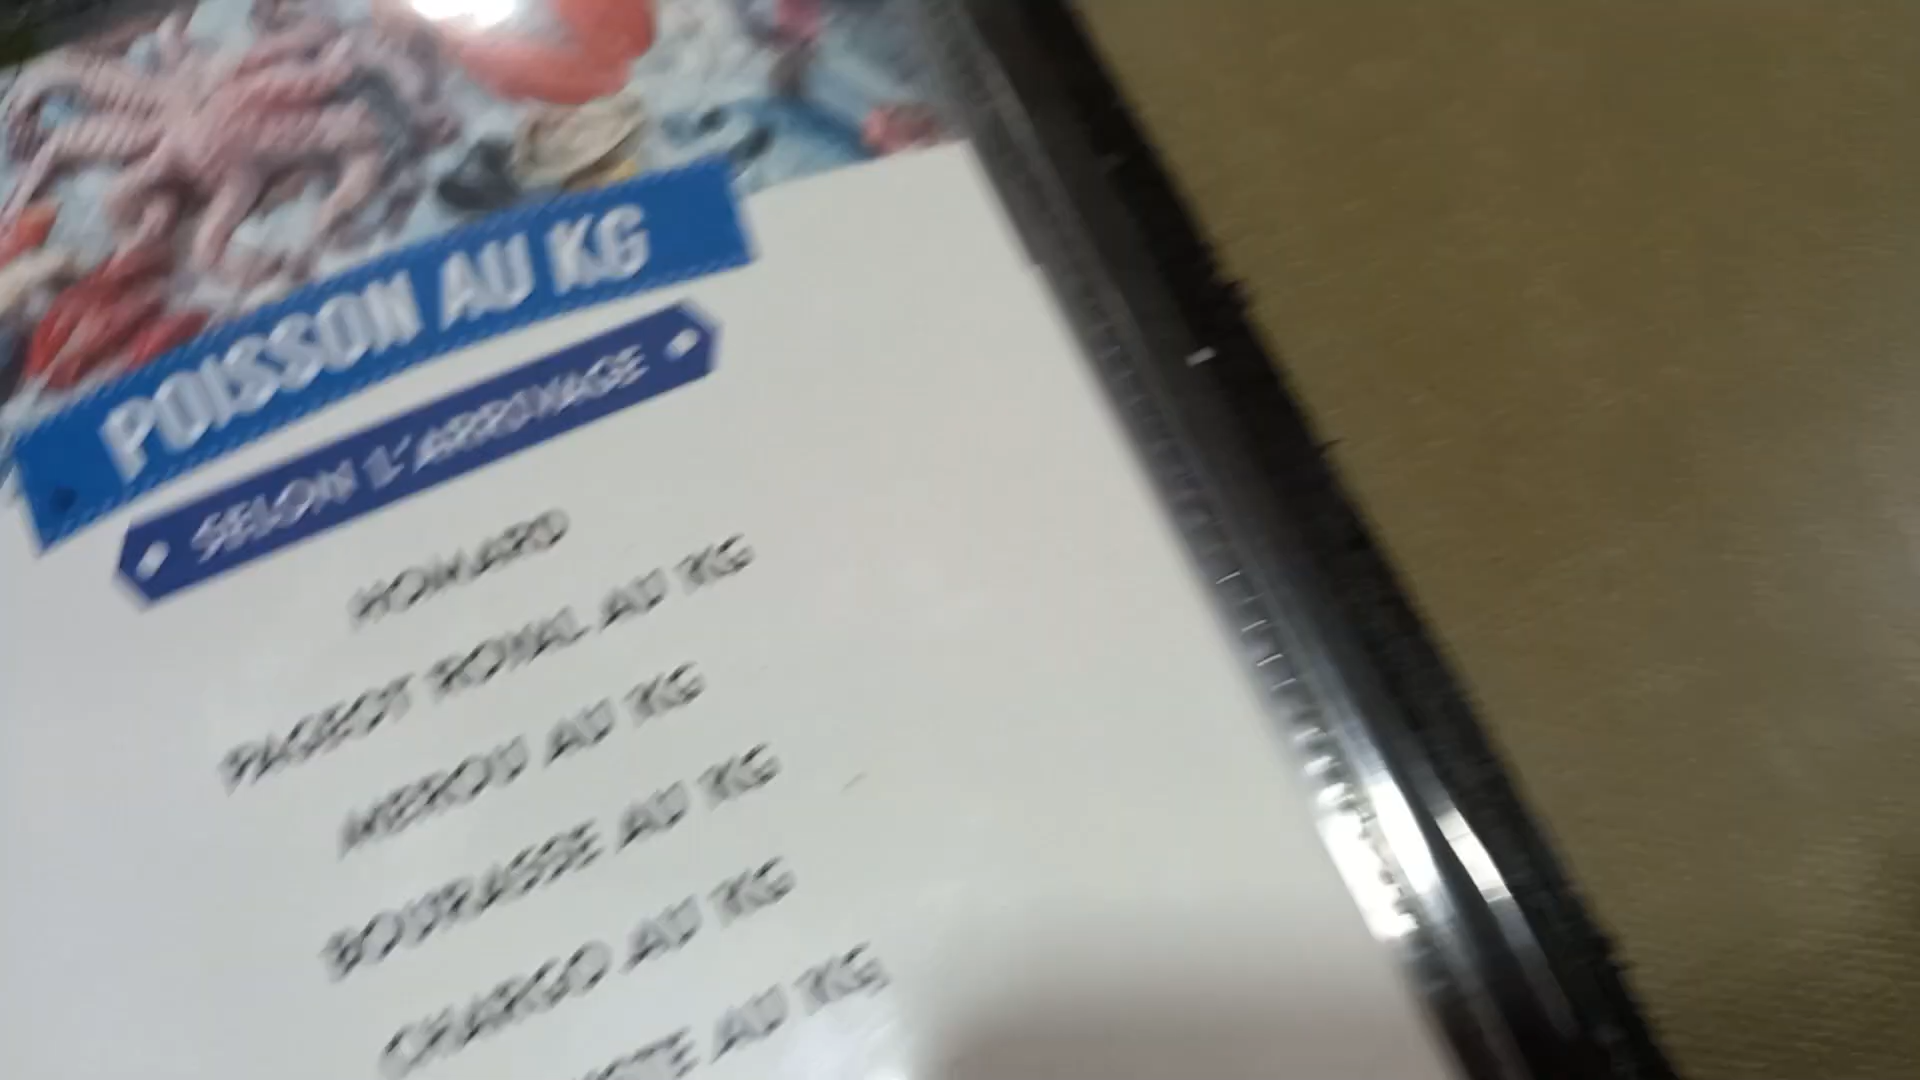 POISSON AU KG
SELON L'ARRIVAGE
HOMARD
PAGEOT ROYAL AU KG
MEROU AU KG
BOURASSE AU KG
CHARGO AU KG
AU KG